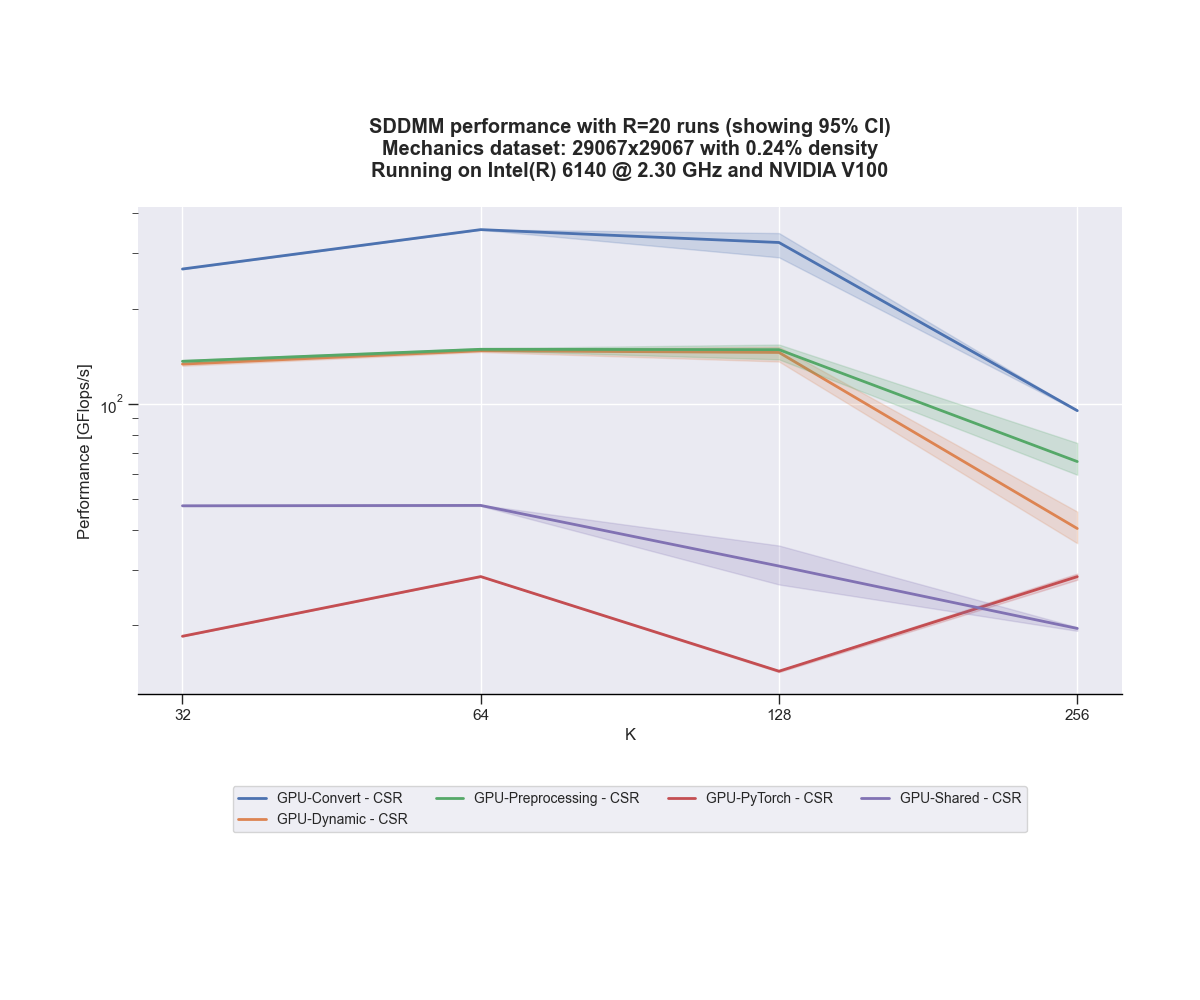 SDDMM performance with R=20 runs (showing 95% CI)
Mechanics dataset: 29067x29067 with 0.24% density
Running on Intel(R) 6140 @ 2.30 GHz and NVIDIA V100
Performance [GFlops/s]
10²
32 64 128 256
K
GPU-Convert - CSR GPU-Preprocessing - CSR GPU-PyTorch - CSR GPU-Shared - CSR
GPU-Dynamic - CSR